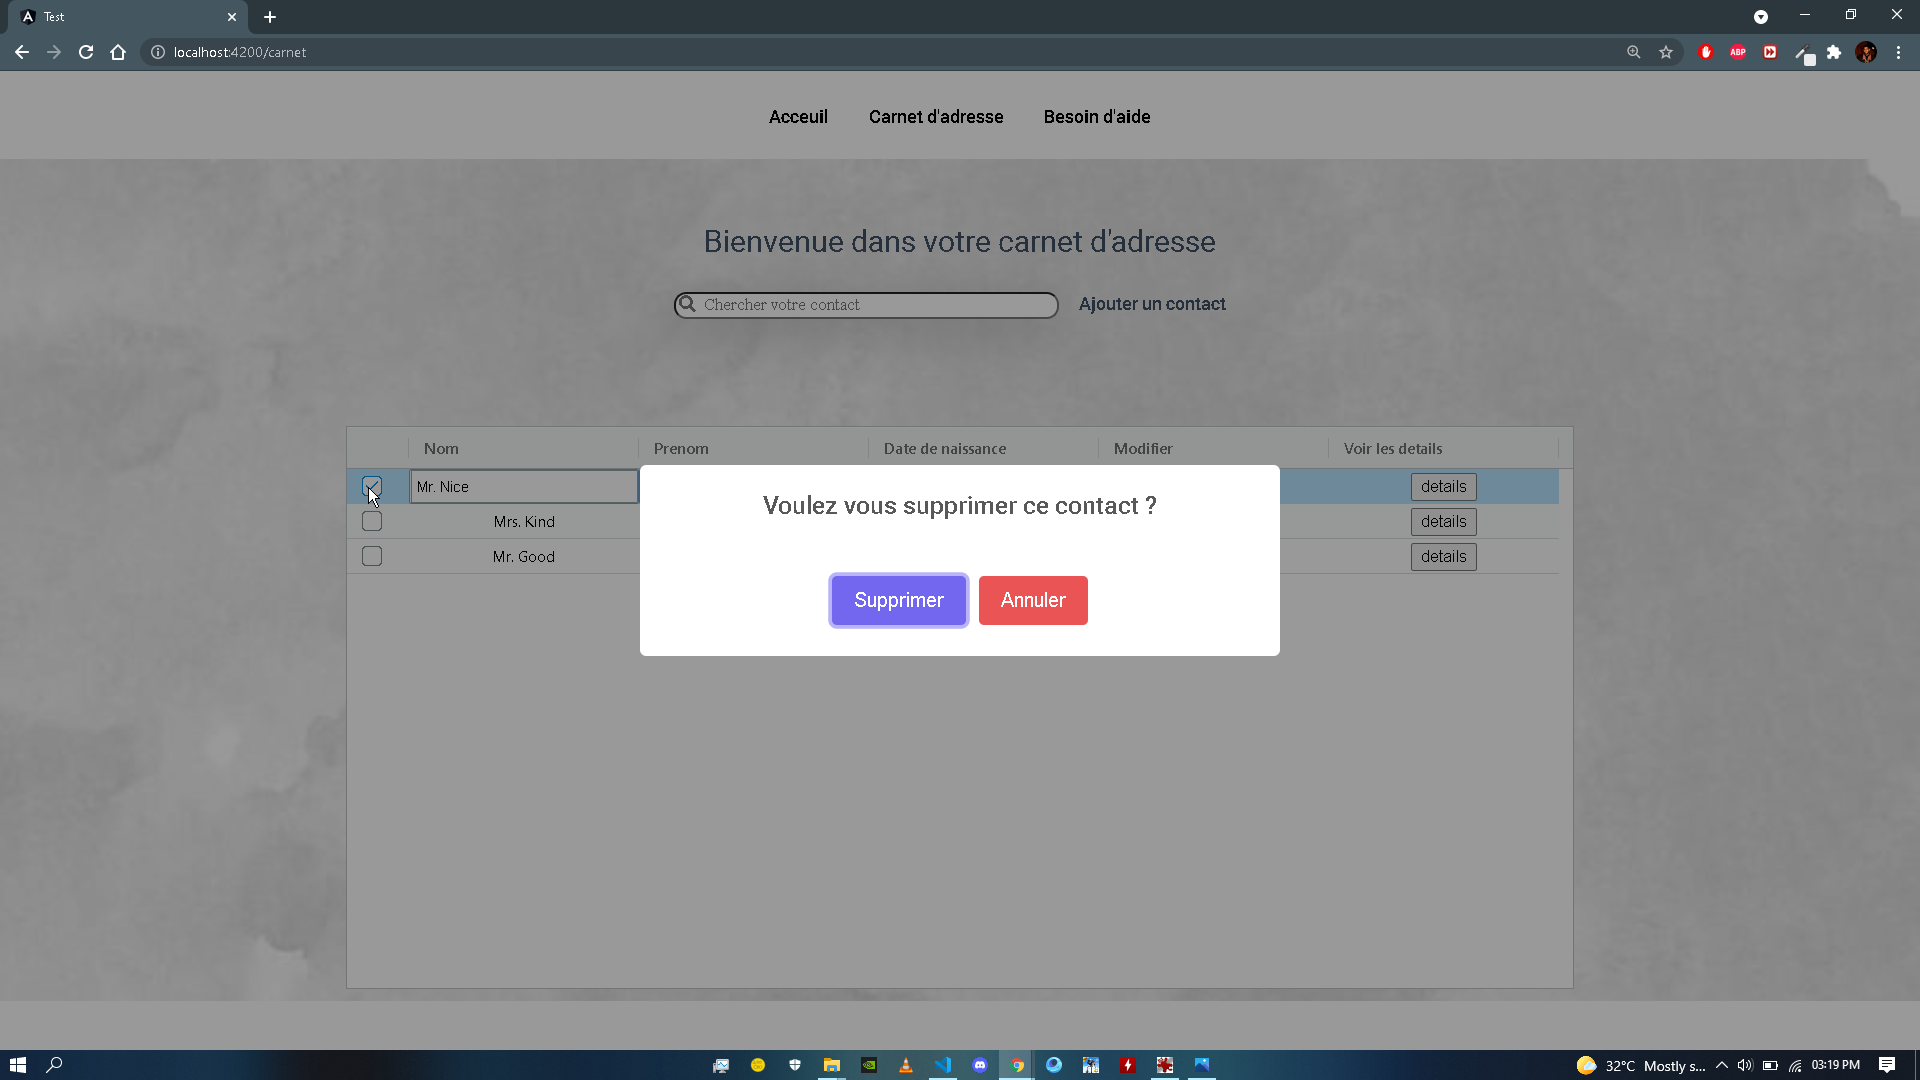 Test
localhost:4200/carnet
ABP
Acceuil Carnet d'adresse Besoin d'aide
Bienvenue dans votre carnet d'adresse
Chercher votre contact Ajouter un contact
Nom Prenom Date de naissance Modifier Voir les details
Mr. Nice details
Voulez vous supprimer ce contact ?
Mrs. Kind details
Mr. Good details
Supprimer Annuler
32°C Mostly s... 03:19 PM